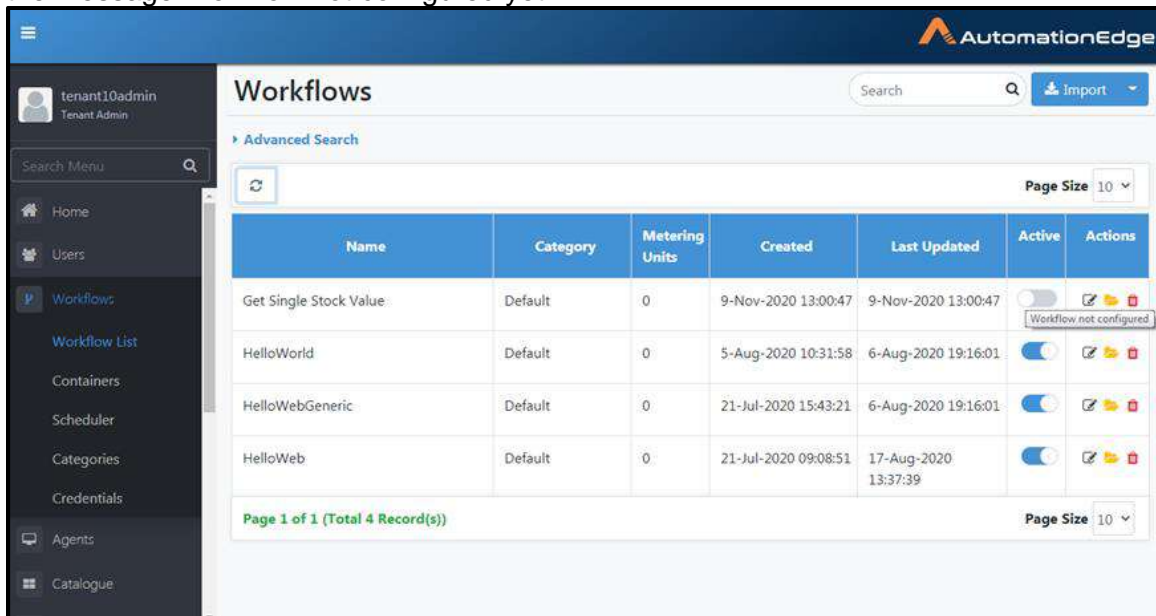 AutomationEdge
tenant10admin
Tenant Admin
Search Menu
Home
Users
Workflows
Workflow List
Containers
Scheduler
Categories
Credentials
Agents
Catalogue
Workflows
Search
Import
Advanced Search
Page Size 10
Name Category Metering Units Created Last Updated Active Actions
Get Single Stock Value Default 0 9-Nov-2020 13:00:47 9-Nov-2020 13:00:47
Workflow not configured
HelloWorld Default 0 5-Aug-2020 10:31:58 6-Aug-2020 19:16:01
HelloWebGeneric Default 0 21-Jul-2020 15:43:21 6-Aug-2020 19:16:01
HelloWeb Default 0 21-Jul-2020 09:08:51 17-Aug-2020
13:37:39
Page 1 of 1 (Total 4 Record(s))
Page Size 10